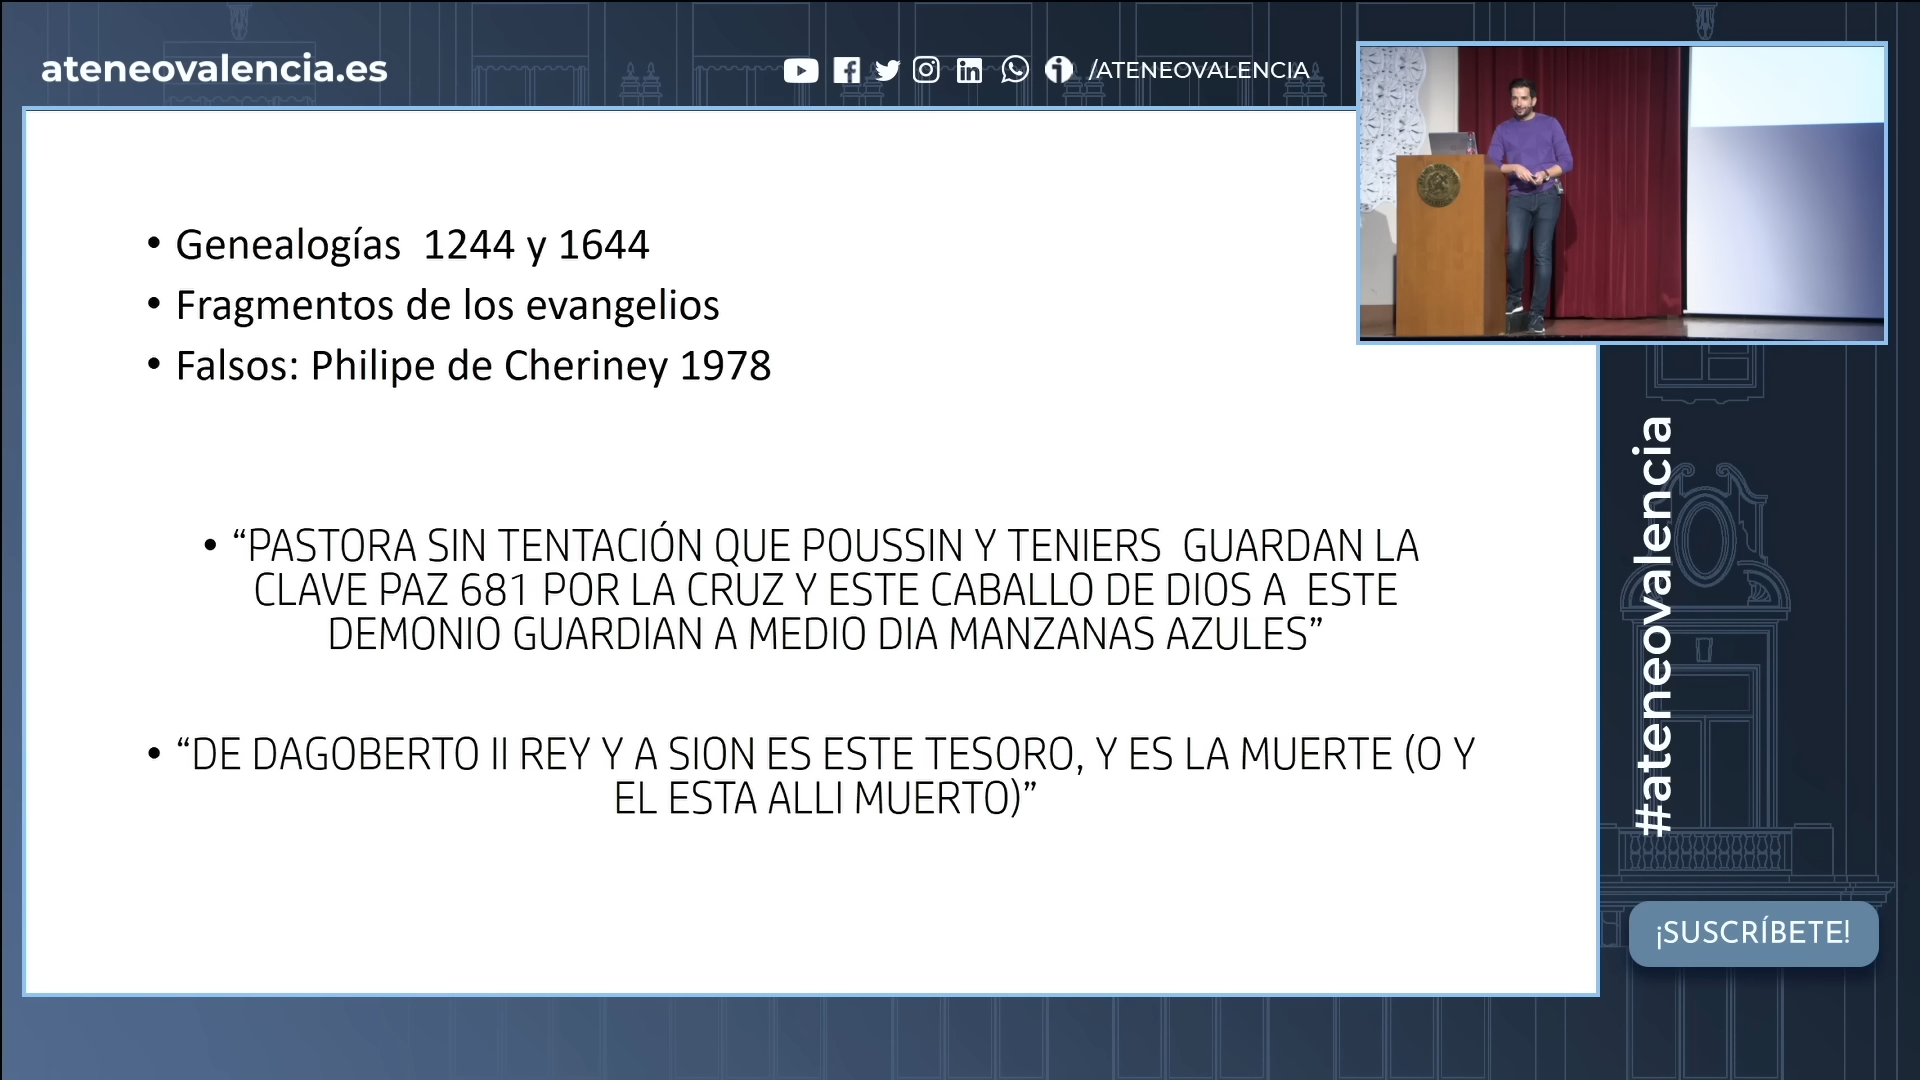 ateneovalencia.es
/ATENEOVALENCIA
• Genealogías 1244 y 1644
• Fragmentos de los evangelios
• Falsos: Philipe de Cheriney 1978
• “PASTORA SIN TENTACIÓN QUE POUSSIN Y TENIERS GUARDAN LA
CLAVE PAZ 681 POR LA CRUZ Y ESTE CABALLO DE DIOS A ESTE
DEMONIO GUARDIAN A MEDIO DIA MANZANAS AZULES”
• “DE DAGOBERTO II REY Y A SION ES ESTE TESORO, Y ES LA MUERTE (O Y
EL ESTA ALLI MUERTO)”
#ateneovalencia
¡SUSCRÍBETE!